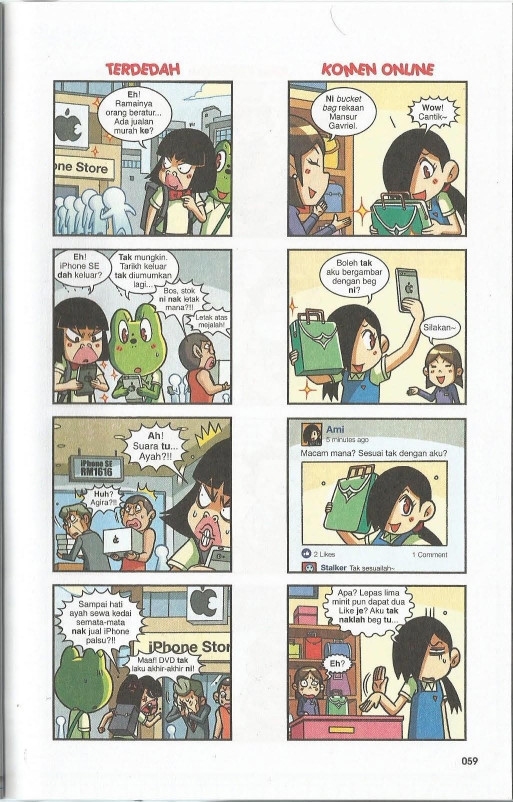 TERDEDAH
Eh!
Ramainya
orang beratur...
Ada jualan
murah ke?
one Store
Eh!
iPhone SE
dah keluar?
Tak mungkin.
Tarikh keluar
tak diumumkan
lagi...
Bos, stok
ni nak letak
mana?!!
Letak atas
mejalah!
Ah!
Suara tu...
Ayah?!!
iPhone SE
RM1616
Huh?
Agira?!!
Sampai hati
ayah sewa kedai
semata-mata
nak jual iPhone
palsu?!!
iPhone Stor
Maaf! DVD tak
laku akhir-akhir ni!
KOMEN ONLINE
Ni bucket
bag rekaan
Mansur
Gavriel.
Wow!
Cantik~
Boleh tak
aku bergambar
dengan beg
ni?
Silakan~
Ami
5 minutes ago
Macam mana? Sesuai tak dengan aku?
2 Likes
1 Comment
Stalker Tak sesuailah~
Apa? Lepas lima
minit pun dapat dua
Like je? Aku tak
naklah beg tu...
Eh?
059